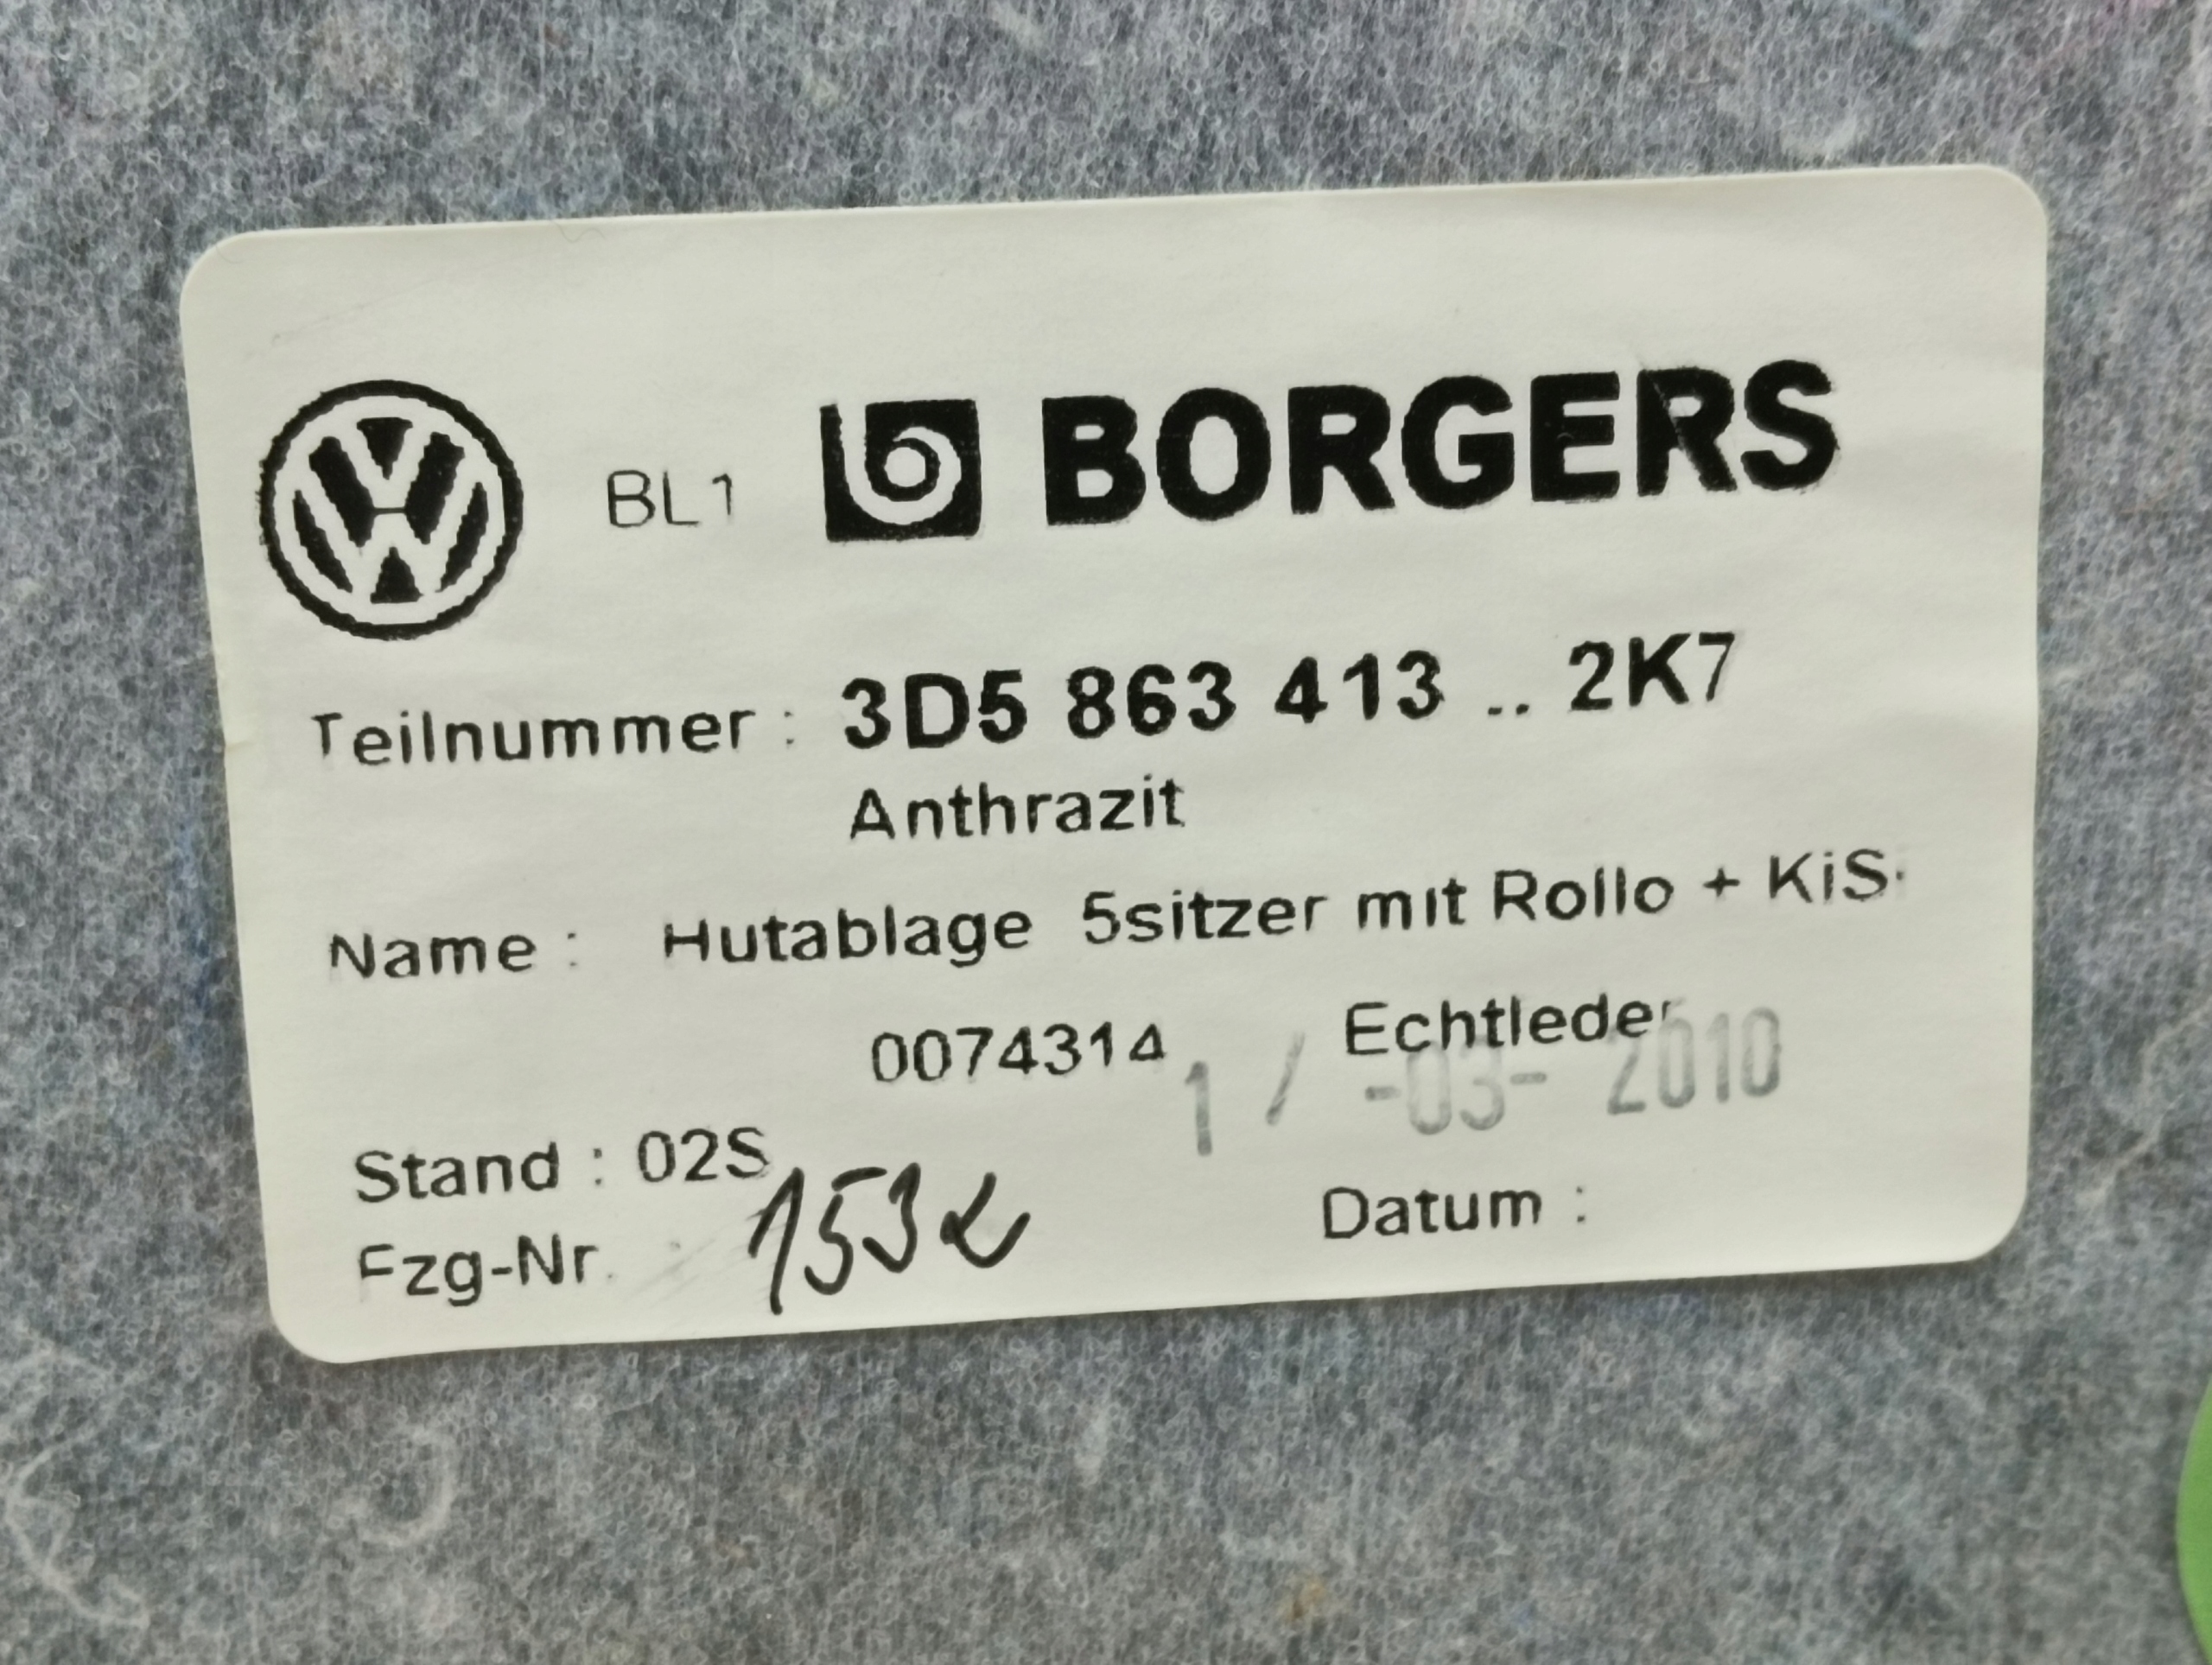 BL1 BORGERS
Teilnummer : 3D5 863 413 .. 2K7
Anthrazit
Name : Hutablage 5sitzer mit Rollo + KiS.
0074314 Echtleder
-03- 2010
Stand : 02S
Datum :
Fzg-Nr.